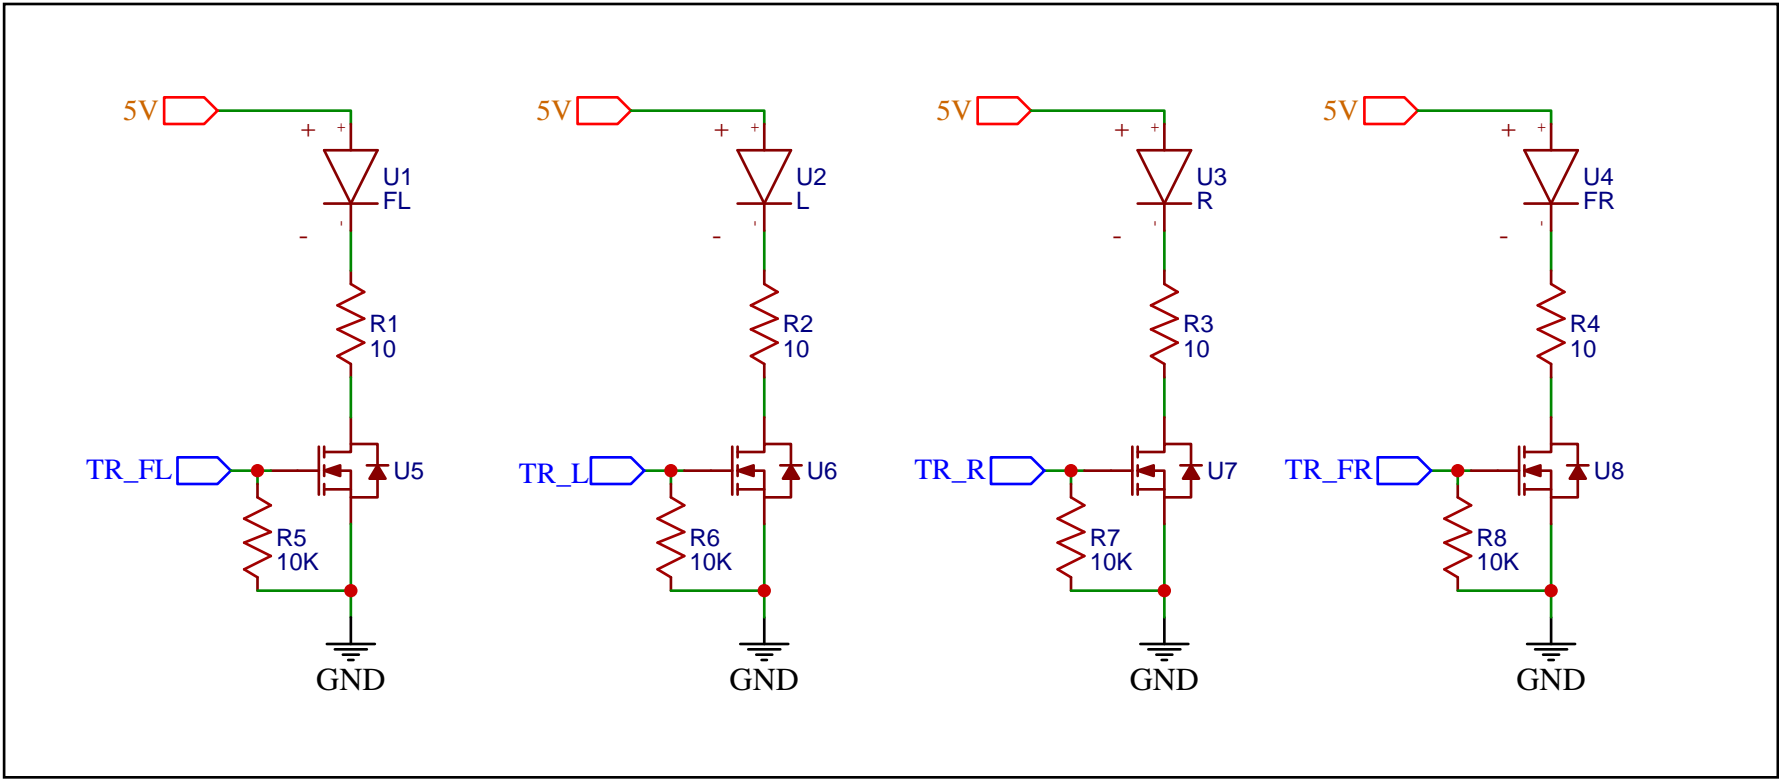 5V
+ +
U1
FL
-
-
R1
10
TR_FL
U5
R5
10K
GND
5V
+ +
U2
L
-
-
R2
10
TR_L
U6
R6
10K
GND
5V
+ +
U3
R
-
-
R3
10
TR_R
U7
R7
10K
GND
5V
+ +
U4
FR
-
-
R4
10
TR_FR
U8
R8
10K
GND